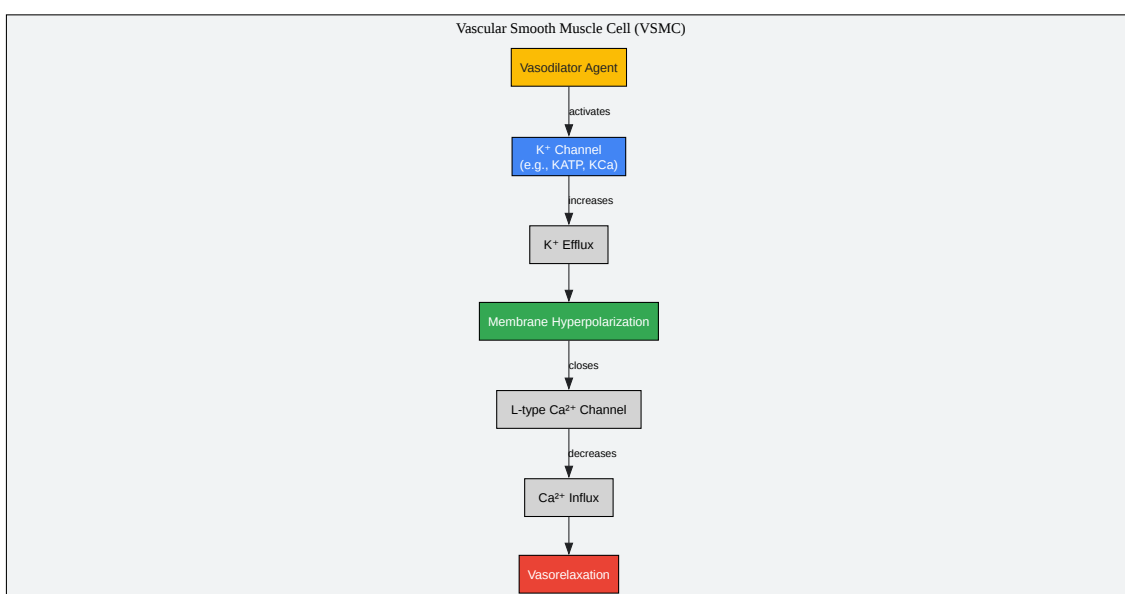 Vascular Smooth Muscle Cell (VSMC)
Vasodilator Agent
activates
K⁺ Channel
(e.g., KATP, KCa)
increases
K⁺ Efflux
Membrane Hyperpolarization
closes
L-type Ca²⁺ Channel
decreases
Ca²⁺ Influx
Vasorelaxation